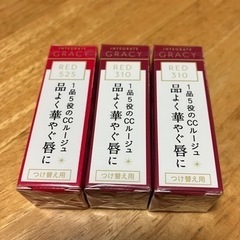 INTEGRATE
GRACY
RED
525
1品5役のCCルージュ
品よく華やぐ唇に
つけ替え用
INTEGRATE
GRACY
RED
310
1品5役のCCルージュ
品よく華やぐ唇に
つけ替え用
INTEGRATE
GRACY
RED
310
1品5役のCCルージュ
品よく華やぐ唇に
つけ替え用